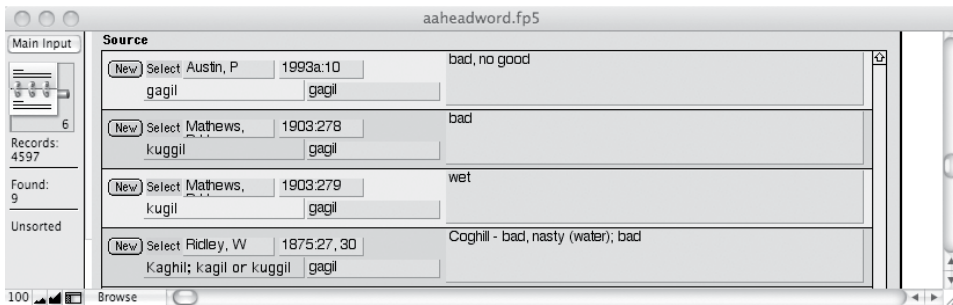 aaheadword.fp5
Main Input
Source
6
Records:
4597
Found:
9
Unsorted
New Select Austin, P 1993a:10 bad, no good
gagil gagil
New Select Mathews, 1903:278 bad
kuggil gagil
New Select Mathews, 1903:279 wet
kugil gagil
New Select Ridley, W 1875:27, 30 Coghill - bad, nasty (water); bad
Kaghil; kagil or kuggil gagil
100 Browse